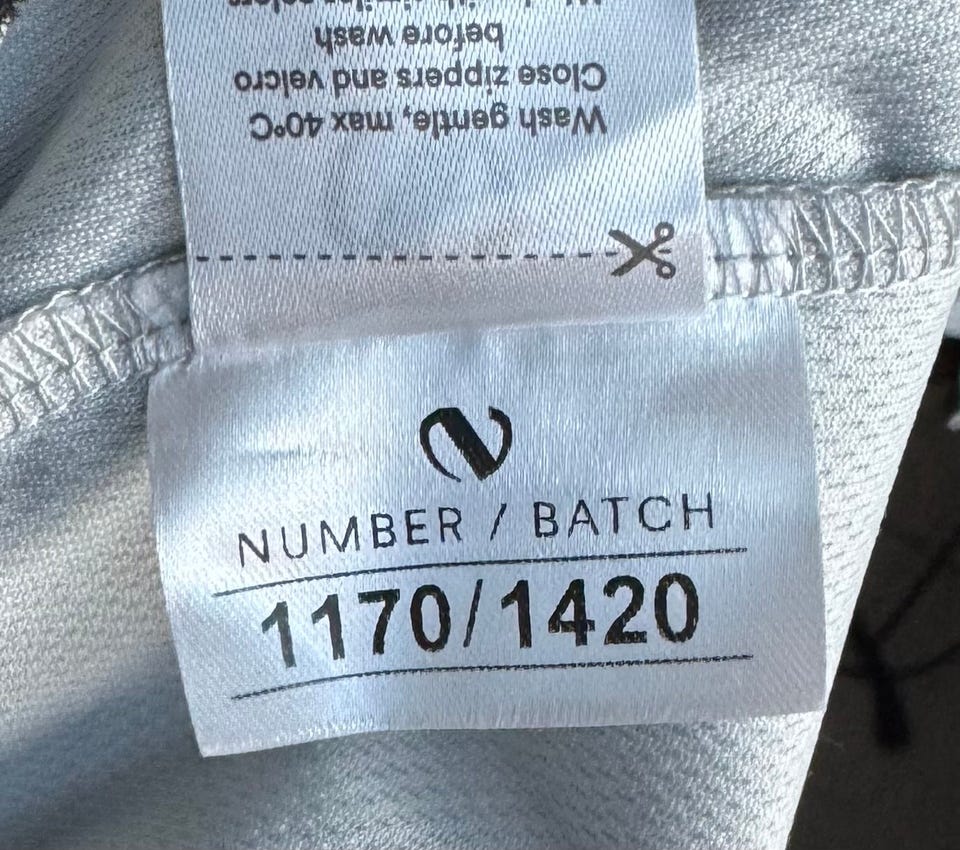 Wash gentle, max 40°C
Close zippers and velcro
before wash
NUMBER / BATCH
1170/1420